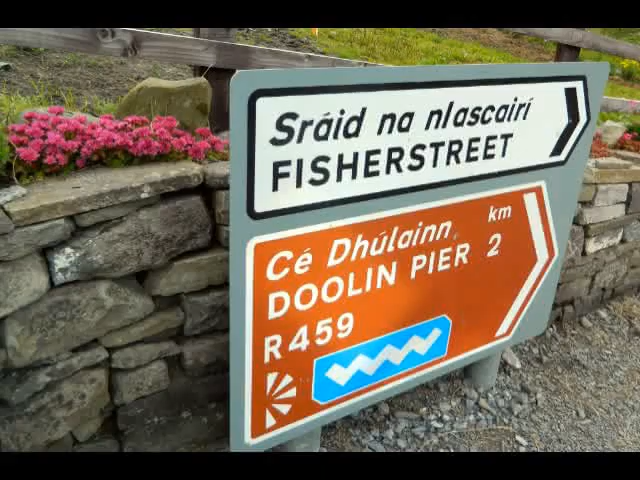 Sráid na nIascairí
FISHERSTREET
Cé Dhúlainn, km
DOOLIN PIER 2
R459